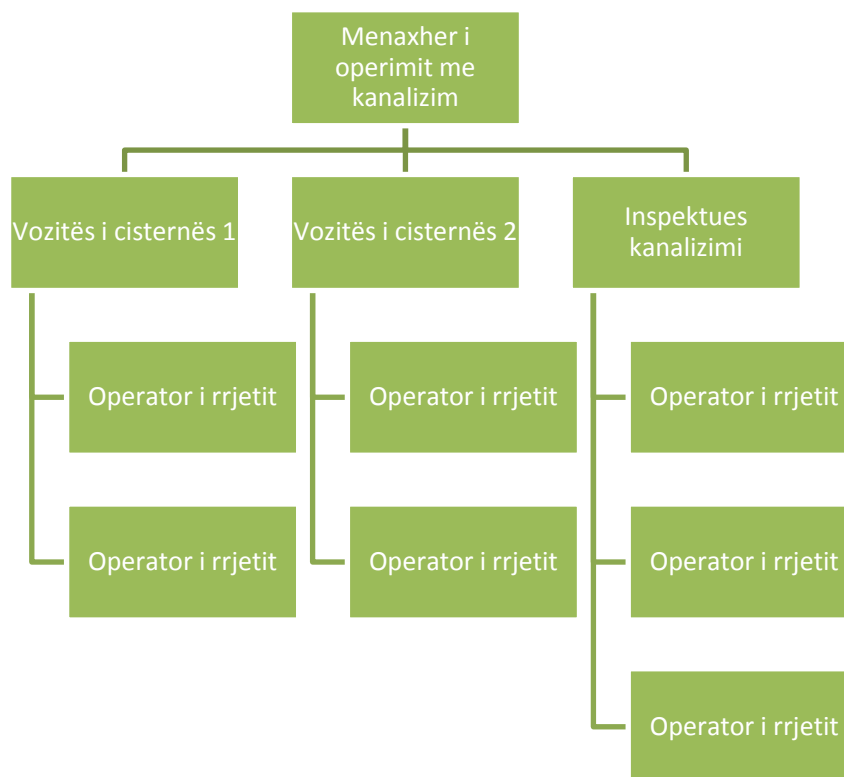 Menaxher i
operimit me
kanalizim
Vozitës i cisternës 1
Vozitës i cisternës 2
Inspektues
kanalizimi
Operator i rrjetit
Operator i rrjetit
Operator i rrjetit
Operator i rrjetit
Operator i rrjetit
Operator i rrjetit
Operator i rrjetit